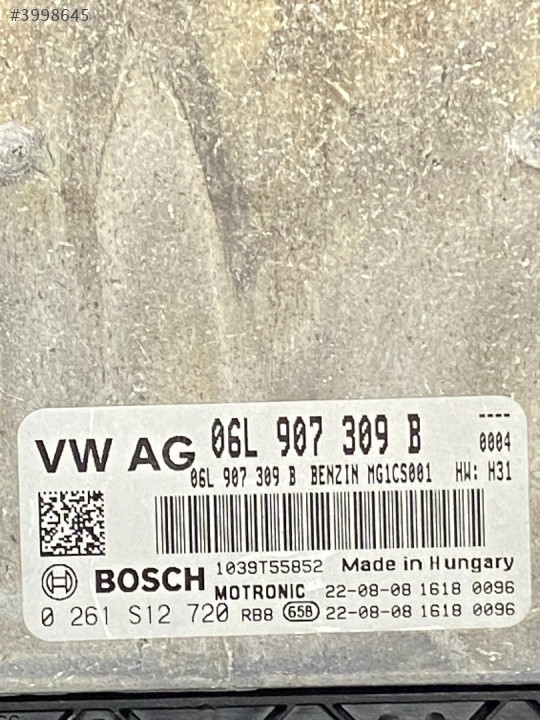 #3998645
VW AG 06L 907 309 B ----
0004
06L 907 309 B BENZIN MG1CS001 HW: H31
BOSCH 1039T55852 Made in Hungary
MOTRONIC 22-08-08 1618 0096
0 261 S12 720 RB8 65B 22-08-08 1618 0096